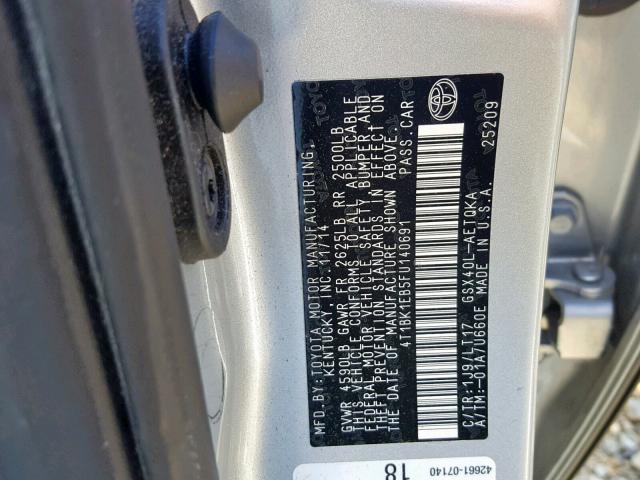 MFD.BY:TOYOTA MOTOR MANUFACTURING,
KENTUCKY, INC. 11/14
GVWR 4590LB GAWR FR 2625LB RR 2500LB
THIS VEHICLE CONFORMS TO ALL APPLICABLE
FEDERAL MOTOR VEHICLE SAFETY, BUMPER AND
THEFT PREVENTION STANDARDS IN EFFECT ON
THE DATE OF MANUFACTURE SHOWN ABOVE.
4T1BK1EB5FU140691 PASS.CAR
C/TR:1J9/LT17 GSX40L-AETQKA
A/TM:-01A/U660E MADE IN U.S.A.
25209
42661-07140
18